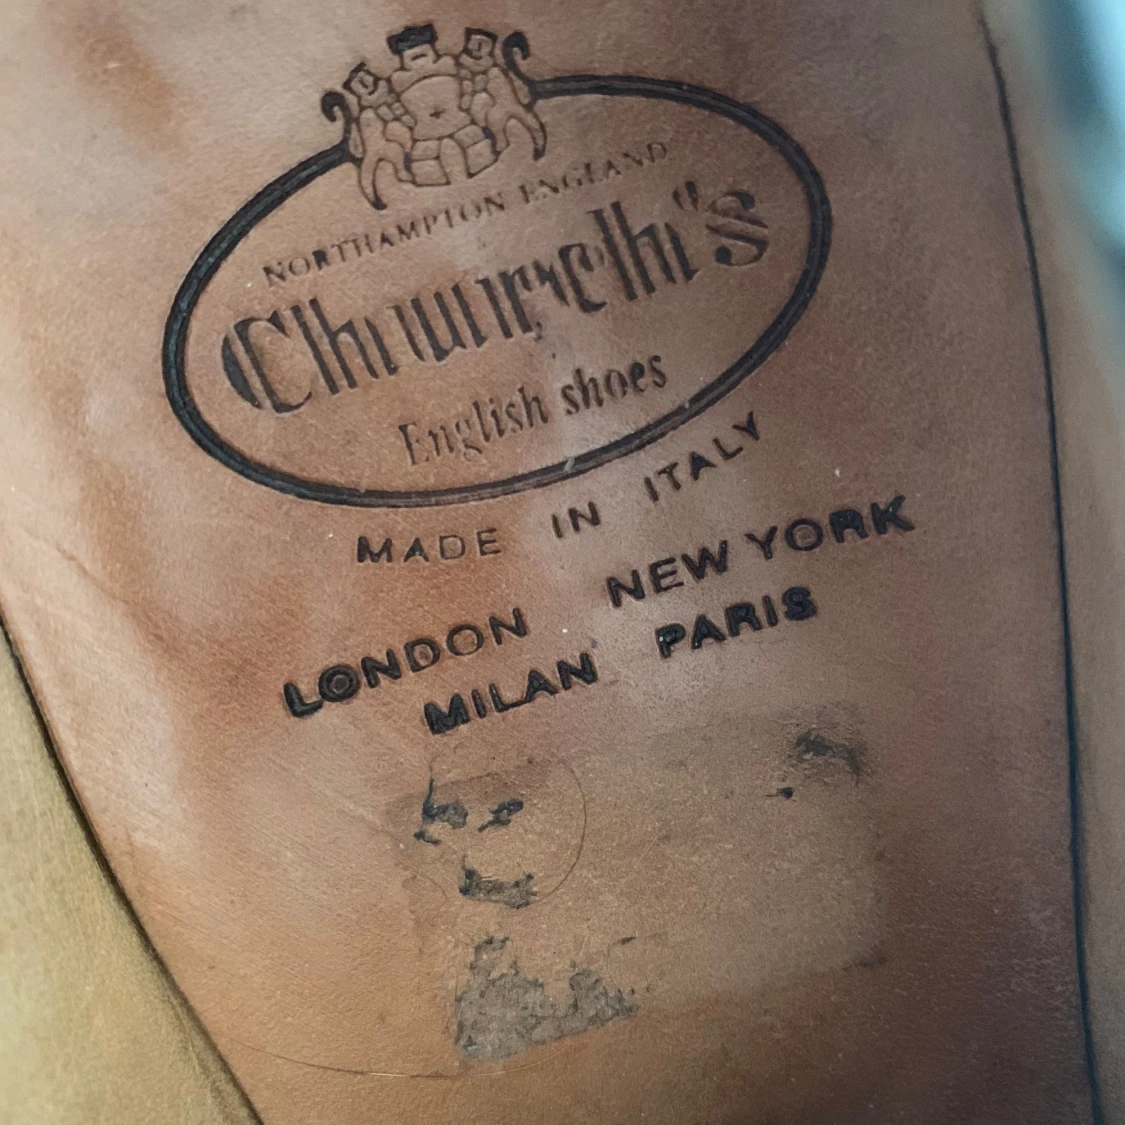 NORTHAMPTON ENGLAND
Church's
English shoes
MADE IN ITALY
LONDON NEW YORK
MILAN PARIS